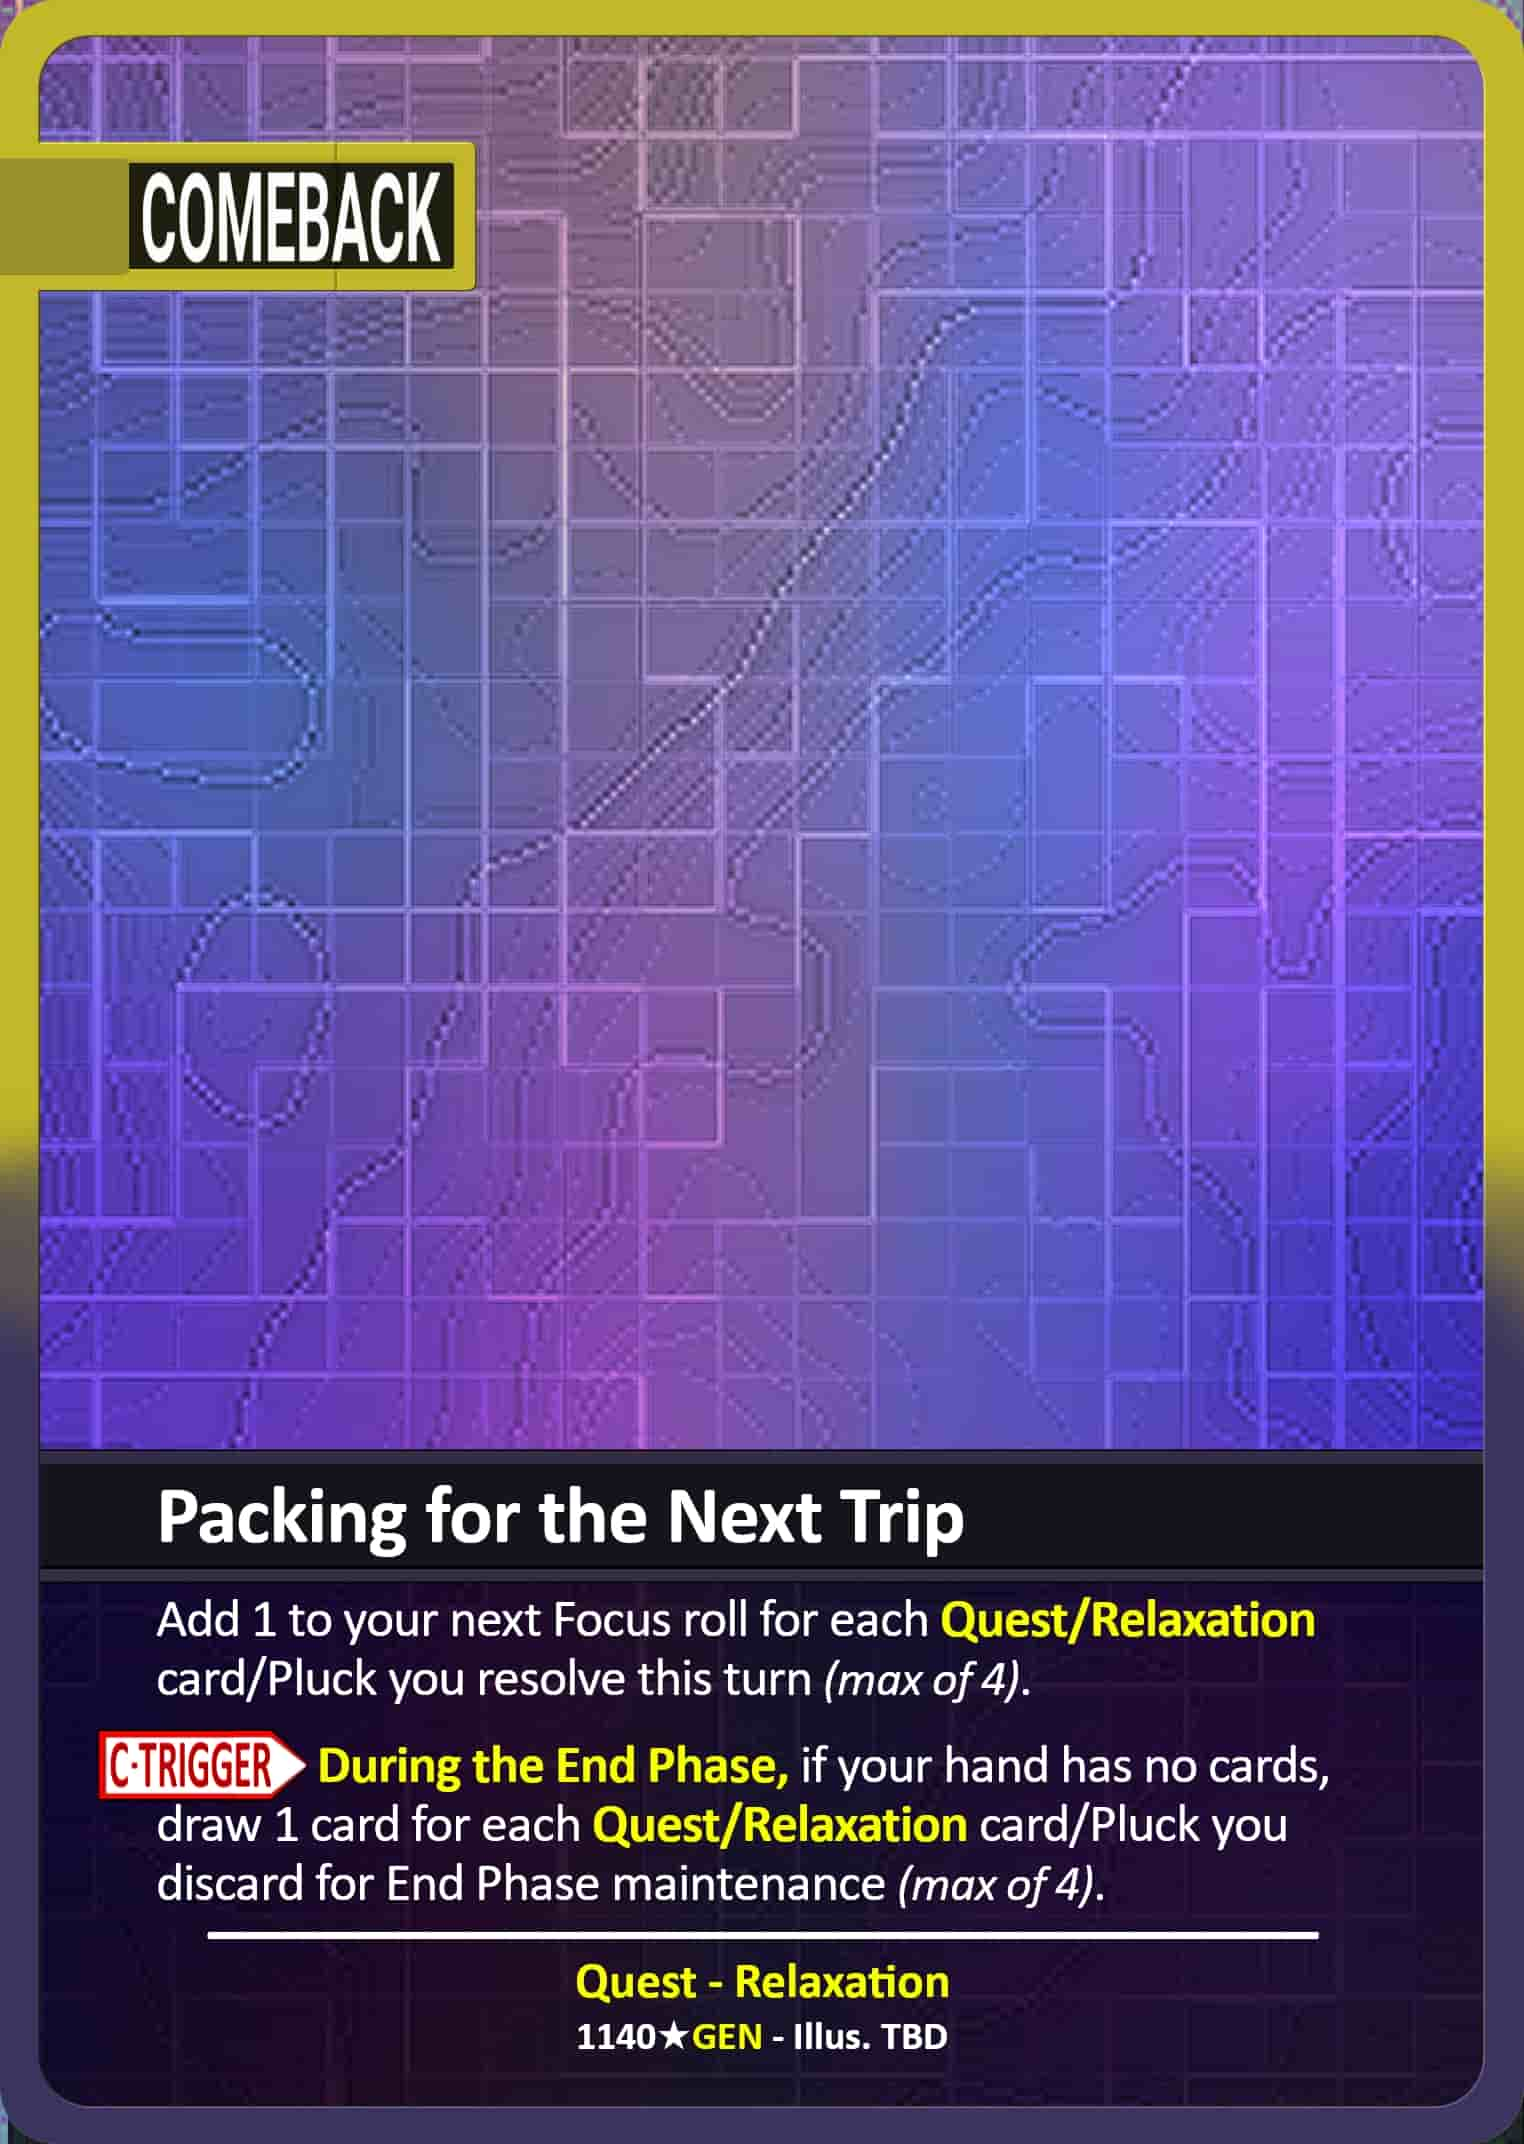 COMEBACK
Packing for the Next Trip
Add 1 to your next Focus roll for each Quest/Relaxation
card/Pluck you resolve this turn (max of 4).
C-TRIGGER During the End Phase, if your hand has no cards,
draw 1 card for each Quest/Relaxation card/Pluck you
discard for End Phase maintenance (max of 4).
Quest - Relaxation
1140★GEN - Illus. TBD